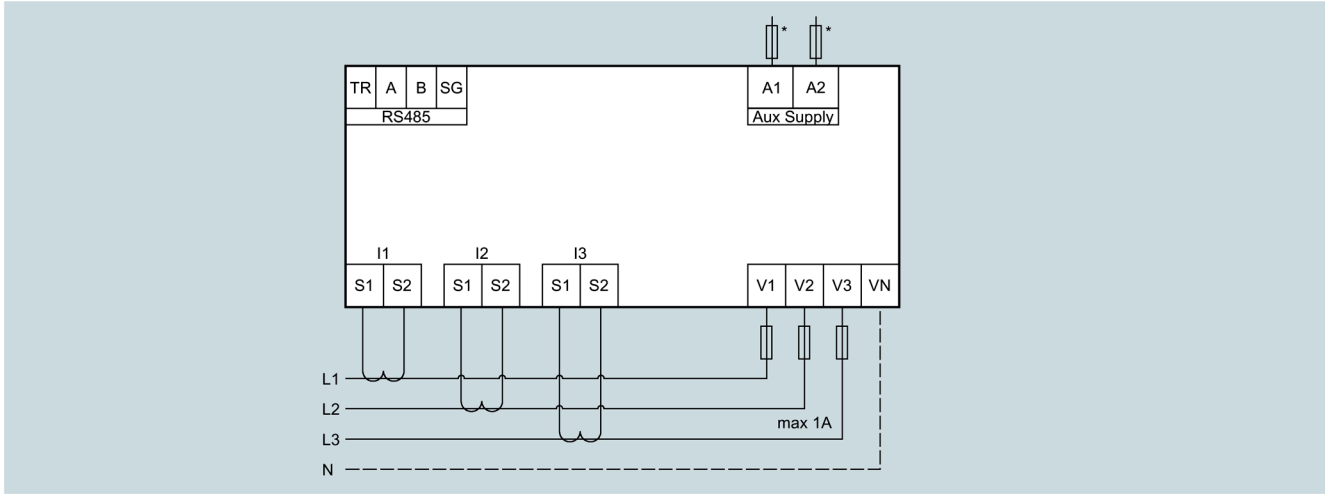 * *
TR A B SG
RS485
A1 A2
Aux Supply
I1 I2 I3
S1 S2 S1 S2 S1 S2
V1 V2 V3 VN
L1
L2
max 1A
L3
N